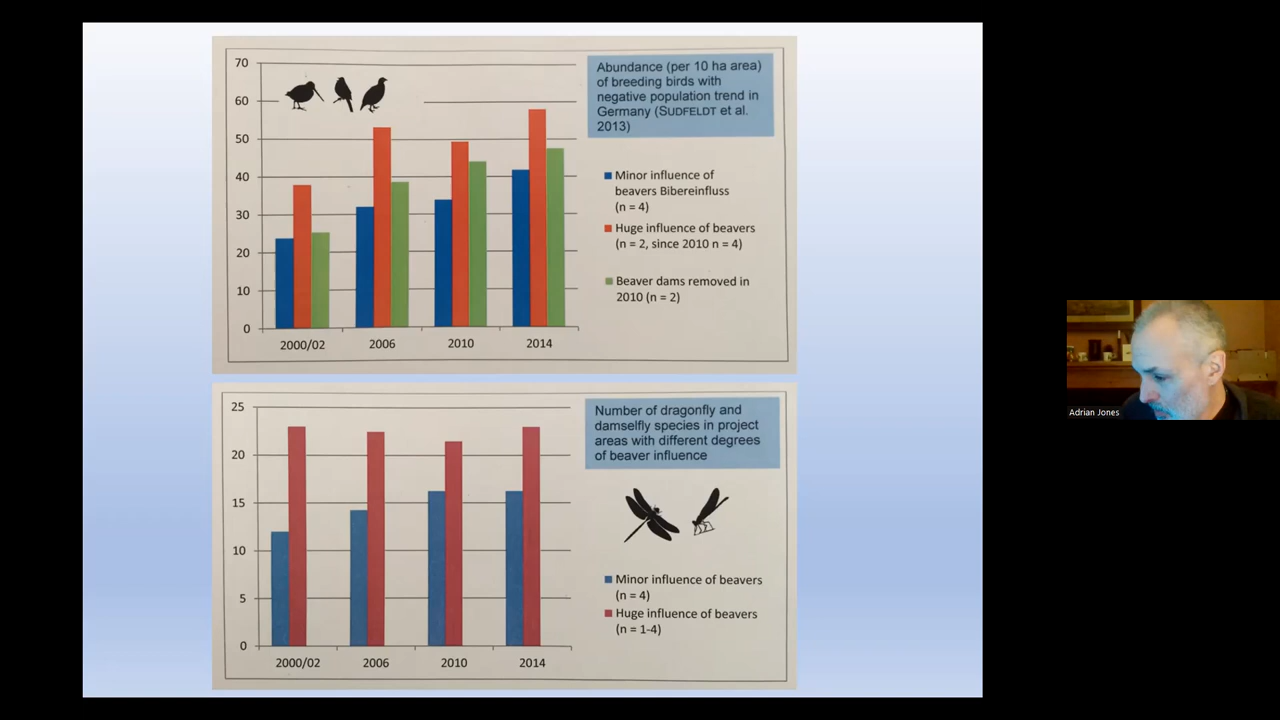 70
60
50
40
30
20
10
0
2000/02 2006 2010 2014
Abundance (per 10 ha area)
of breeding birds with
negative population trend in
Germany (SUDFELDT et al.
2013)
Minor influence of
beavers Bibereinfluss
(n = 4)
Huge influence of beavers
(n = 2, since 2010 n = 4)
Beaver dams removed in
2010 (n = 2)
25
20
15
10
5
0
2000/02 2006 2010 2014
Number of dragonfly and
damselfly species in project
areas with different degrees
of beaver influence
Minor influence of beavers
(n = 4)
Huge influence of beavers
(n = 1-4)
Adrian Jones